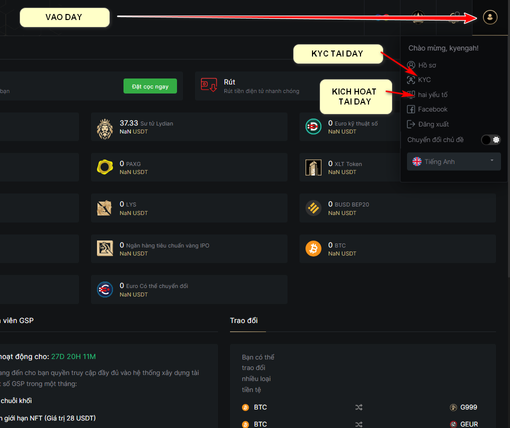 VAO DAY
Chào mừng, kyengah!
KYC TAI DAY
Hồ sơ
KYC
hai yếu tố
Facebook
Đăng xuất
Chuyển đổi chủ đề
Tiếng Anh
KICH HOAT
TAI DAY
bạn
Đặt cọc ngay
Rút
Rút tiền điện tử nhanh chóng
37.33 Sư tử Lydian
NaN USDT
0 Euro kỹ thuật số
NaN USDT
0 PAXG
NaN USDT
0 XLT Token
NaN USDT
0 LYS
NaN USDT
0 BUSD BEP20
NaN USDT
0 Ngân hàng tiêu chuẩn vàng IPO
NaN USDT
0 BTC
NaN USDT
0 Euro Có thể chuyển đổi
NaN USDT
viên GSP
Trao đổi
hoạt động cho: 27D 20H 11M
ang đến cho bạn quyền truy cập đầy đủ vào hệ thống xây dựng tài
số GSP trong một tháng:
chuỗi khối
n giới hạn NFT (Giá trị 28 USDT)
Bạn có thể
trao đổi
nhiều loại
tiền tệ
BTC
G999
BTC
GEUR